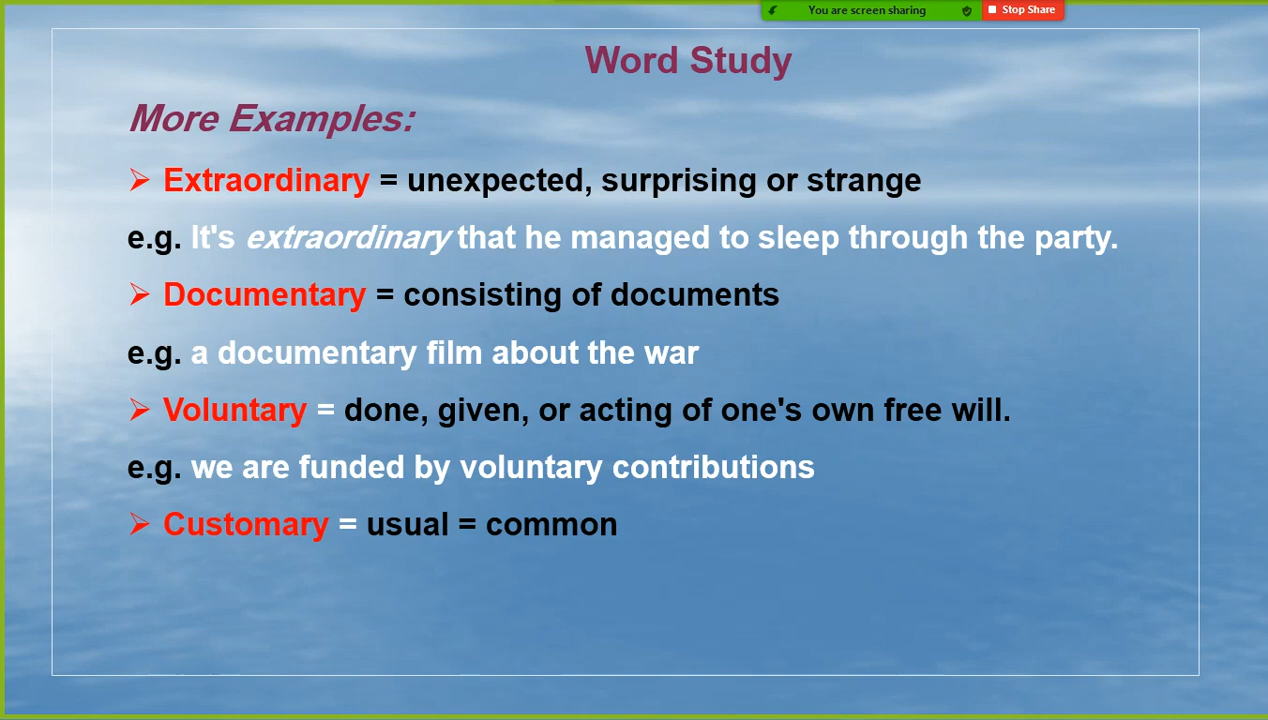 You are screen sharing
Stop Share
Word Study
More Examples:
➢ Extraordinary = unexpected, surprising or strange
e.g. It's extraordinary that he managed to sleep through the party.
➢ Documentary = consisting of documents
e.g. a documentary film about the war
➢ Voluntary = done, given, or acting of one's own free will.
e.g. we are funded by voluntary contributions
➢ Customary = usual = common